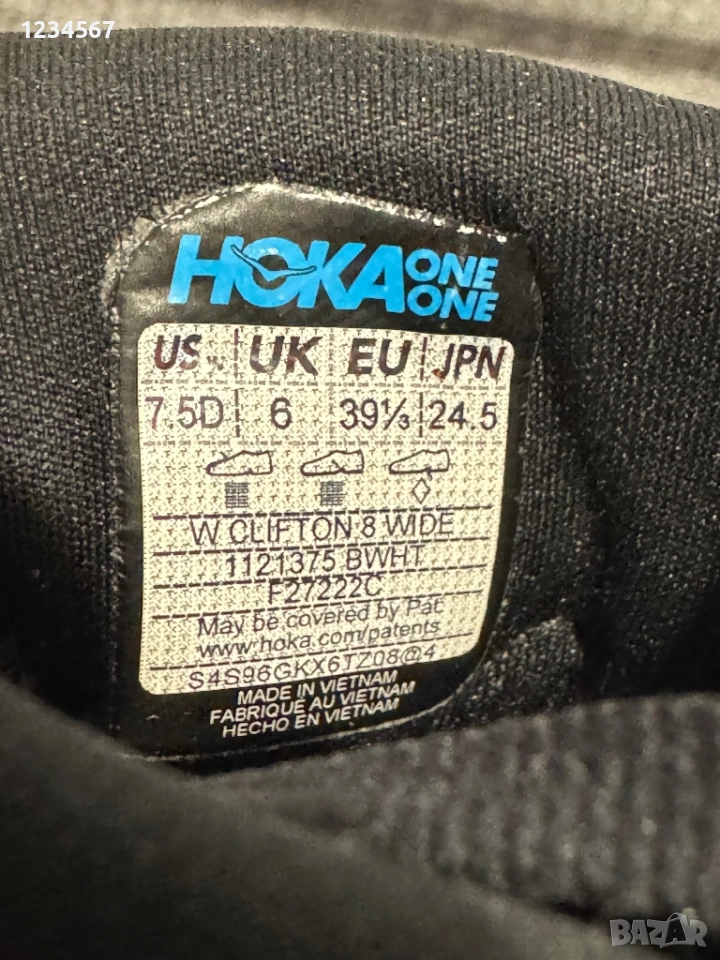 1234567
HOKA ONE ONE
US UK EU JPN
7.5D 6 39⅓ 24.5
W CLIFTON 8 WIDE
1121375 BWHT
F27222C
May be covered by Pat.
www.hoka.com/patents
S4S96GKX6TZ08@4
MADE IN VIETNAM
FABRIQUÉ AU VIETNAM
HECHO EN VIETNAM
BAZAR